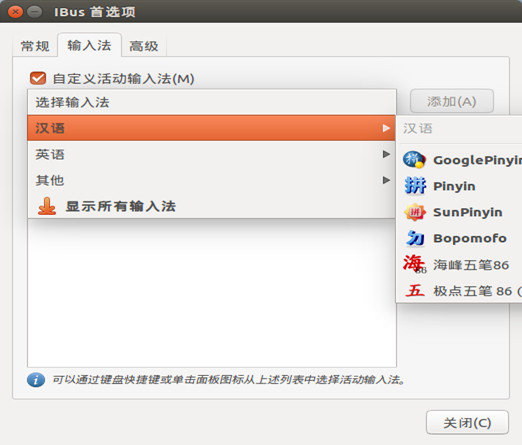 IBus 首选项
常规 输入法 高级
自定义活动输入法(M)
选择输入法
添加(A)
汉语
汉语
英语
GooglePinyin
其他
Pinyin
显示所有输入法
SunPinyin
Bopomofo
海峰五笔86
极点五笔 86 (
可以通过键盘快捷键或单击面板图标从上述列表中选择活动输入法。
关闭(C)